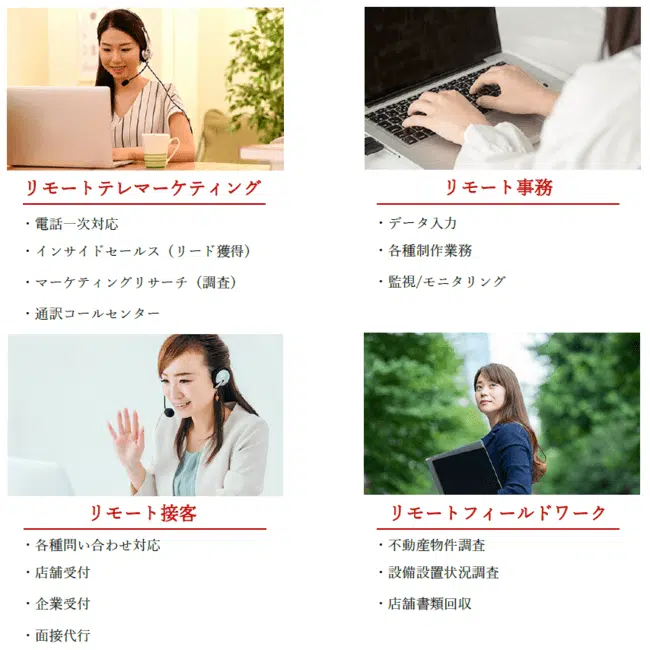 リモートテレマーケティング
・電話一次対応
・インサイドセールス（リード獲得）
・マーケティングリサーチ（調査）
・通訳コールセンター
リモート事務
・データ入力
・各種制作業務
・監視/モニタリング
リモート接客
・各種問い合わせ対応
・店舗受付
・企業受付
・面接代行
リモートフィールドワーク
・不動産物件調査
・設備設置状況調査
・店舗書類回収